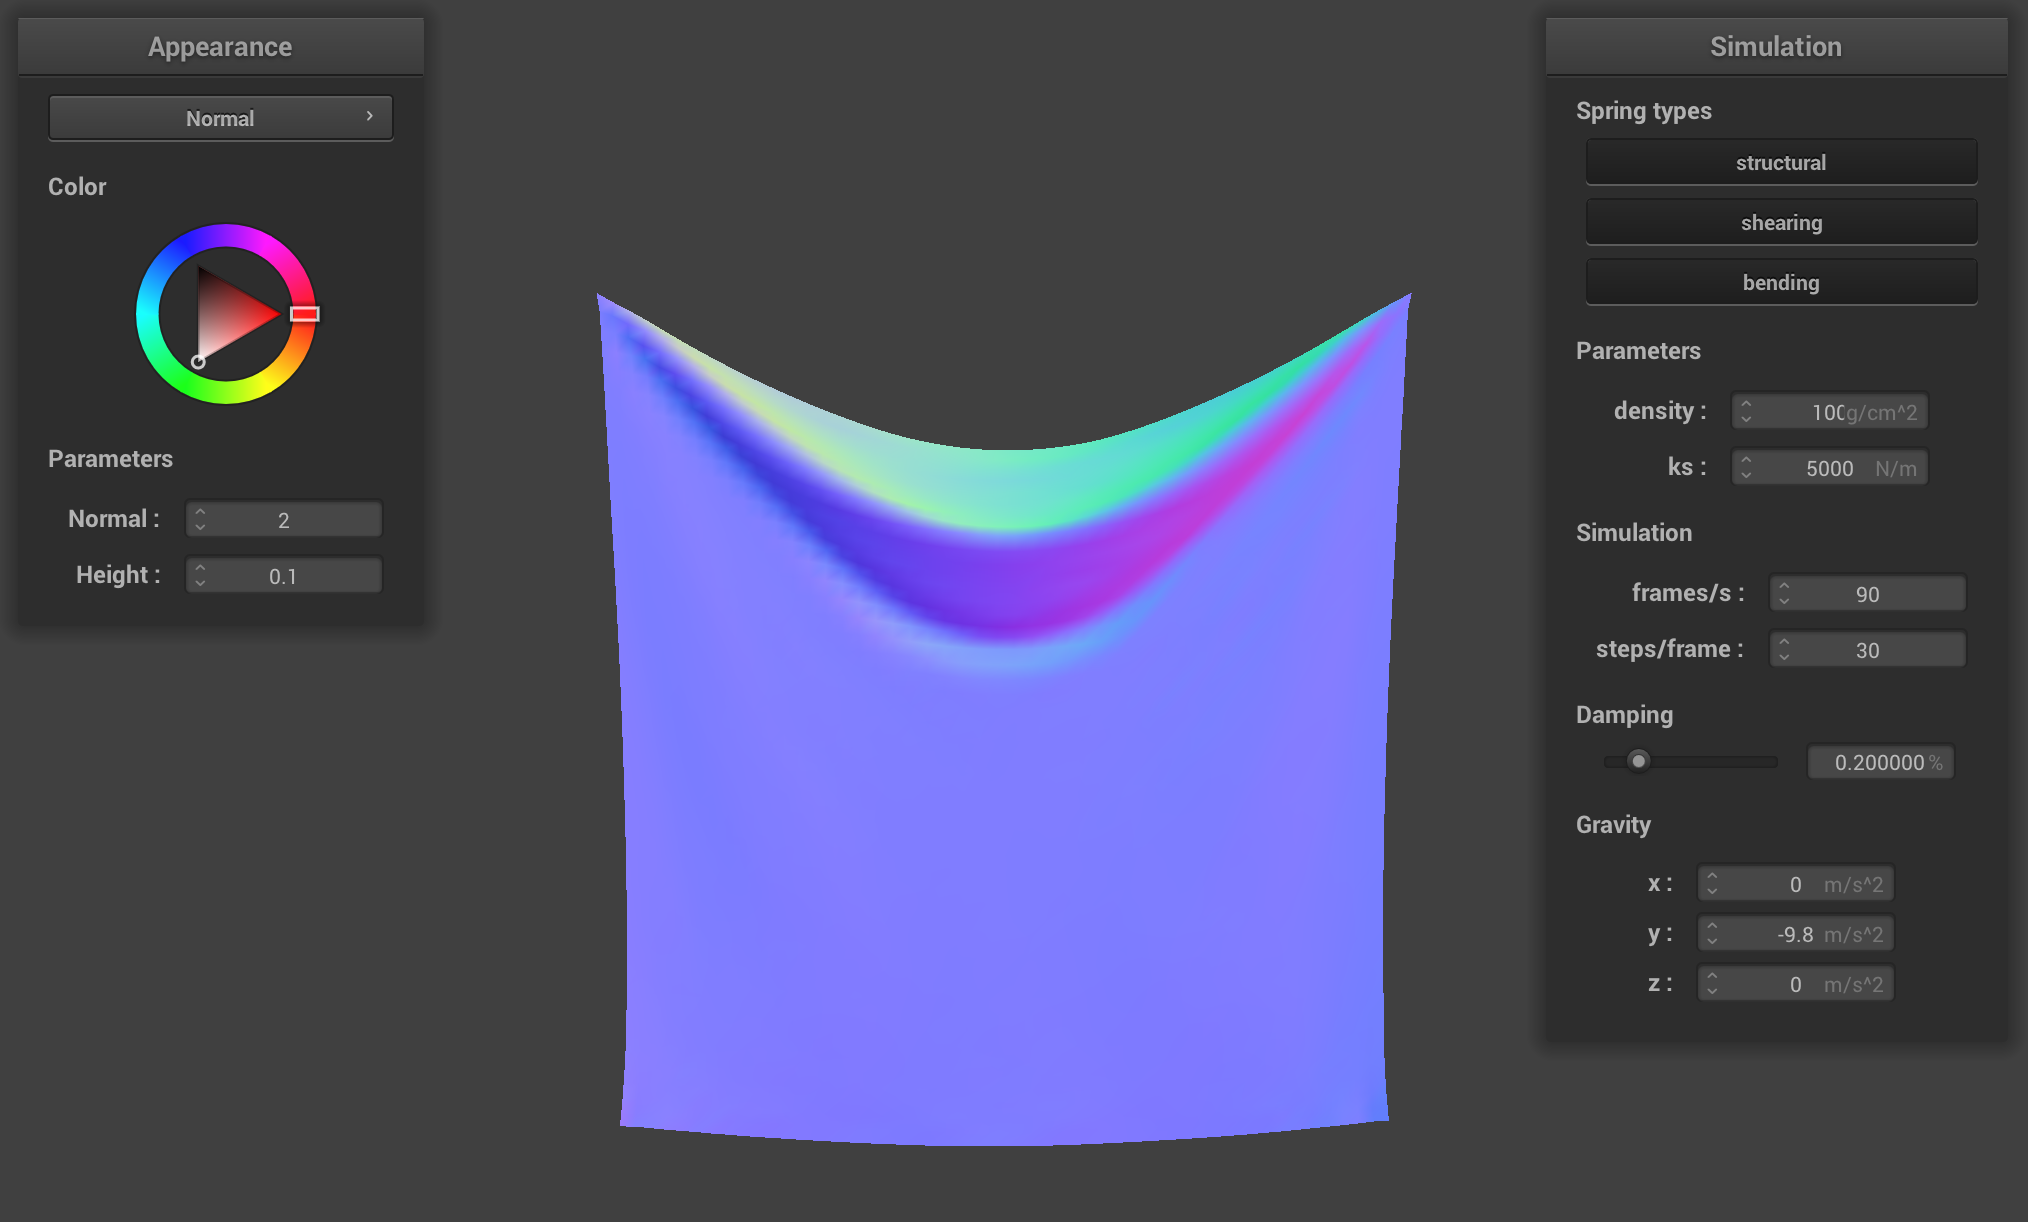 Appearance
Normal
Color
Parameters
Normal : 2
Height : 0.1
Simulation
Spring types
structural
shearing
bending
Parameters
density : 100 g/cm^2
ks : 5000 N/m
Simulation
frames/s : 90
steps/frame : 30
Damping
0.200000 %
Gravity
x : 0 m/s^2
y : -9.8 m/s^2
z : 0 m/s^2